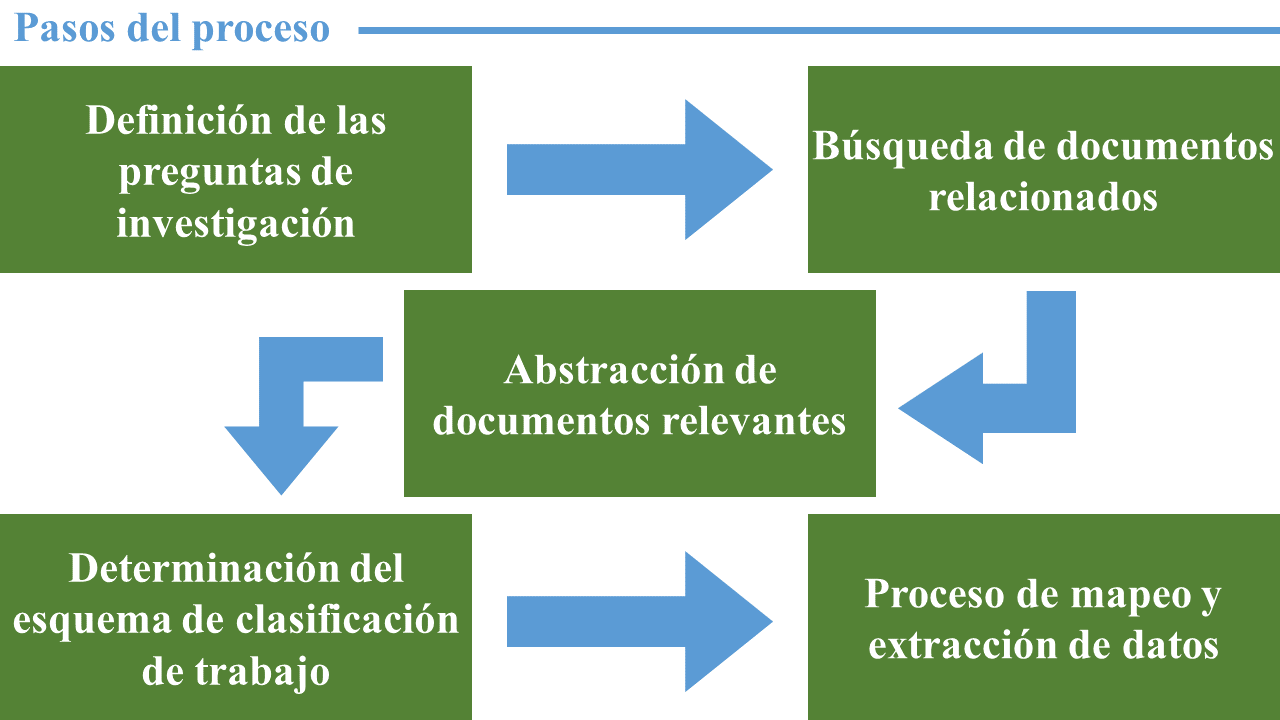 Pasos del proceso
Definición de las
preguntas de
investigación
Búsqueda de documentos
relacionados
Abstracción de
documentos relevantes
Determinación del
esquema de clasificación
de trabajo
Proceso de mapeo y
extracción de datos